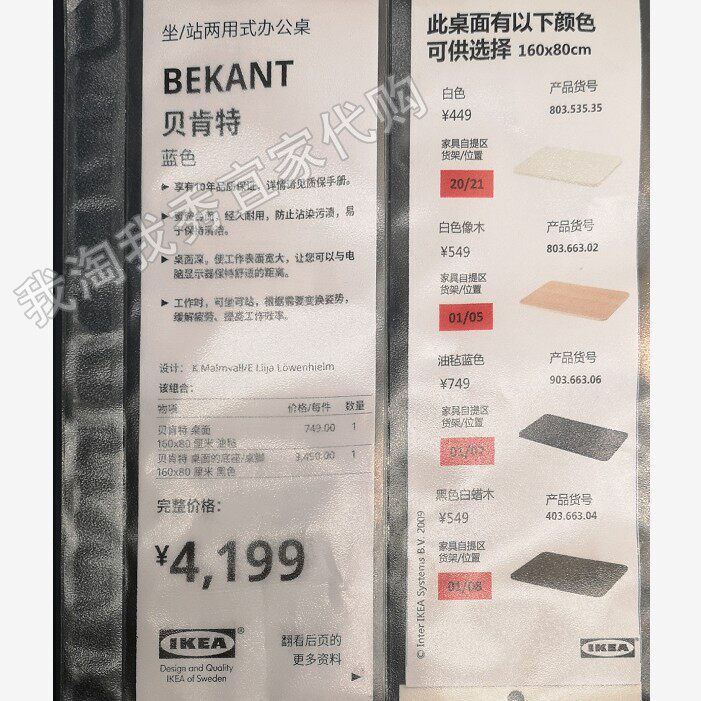 坐/站两用式办公桌
BEKANT
贝肯特
蓝色
▶ 享有10年品质保证，详情请见质保手册。
经久耐用，防止沾染污渍，易
于保持清洁。
▶ 桌面深，使工作表面宽大，让您可以与电
脑显示器保持舒适的距离。
▶ 工作时，可坐可站，根据需要变换姿势，
缓解疲劳、提高工作效率。
设计： K Malmvall/E Lilja Löwenhielm
该组合：
物项 价格/每件 数量
贝肯特 桌面 749.00 1
160x80 厘米 油毡
贝肯特 桌面的底座/桌脚 3,450.00 1
160x80 厘米 黑色
完整价格：
¥4,199
IKEA
Design and Quality
IKEA of Sweden
翻看后页的
更多资料
此桌面有以下颜色
可供选择 160x80cm
白色 产品货号
¥449 803.535.35
家具自提区
货架/位置
20/21
白色像木 产品货号
¥549 803.663.02
家具自提区
货架/位置
01/05
油毡蓝色 产品货号
¥749 903.663.06
家具自提区
货架/位置
01/07
黑色白蜡木 产品货号
¥549 403.663.04
家具自提区
货架/位置
01/08
© Inter IKEA Systems B.V. 2009
IKEA
我淘我秀宜家代购